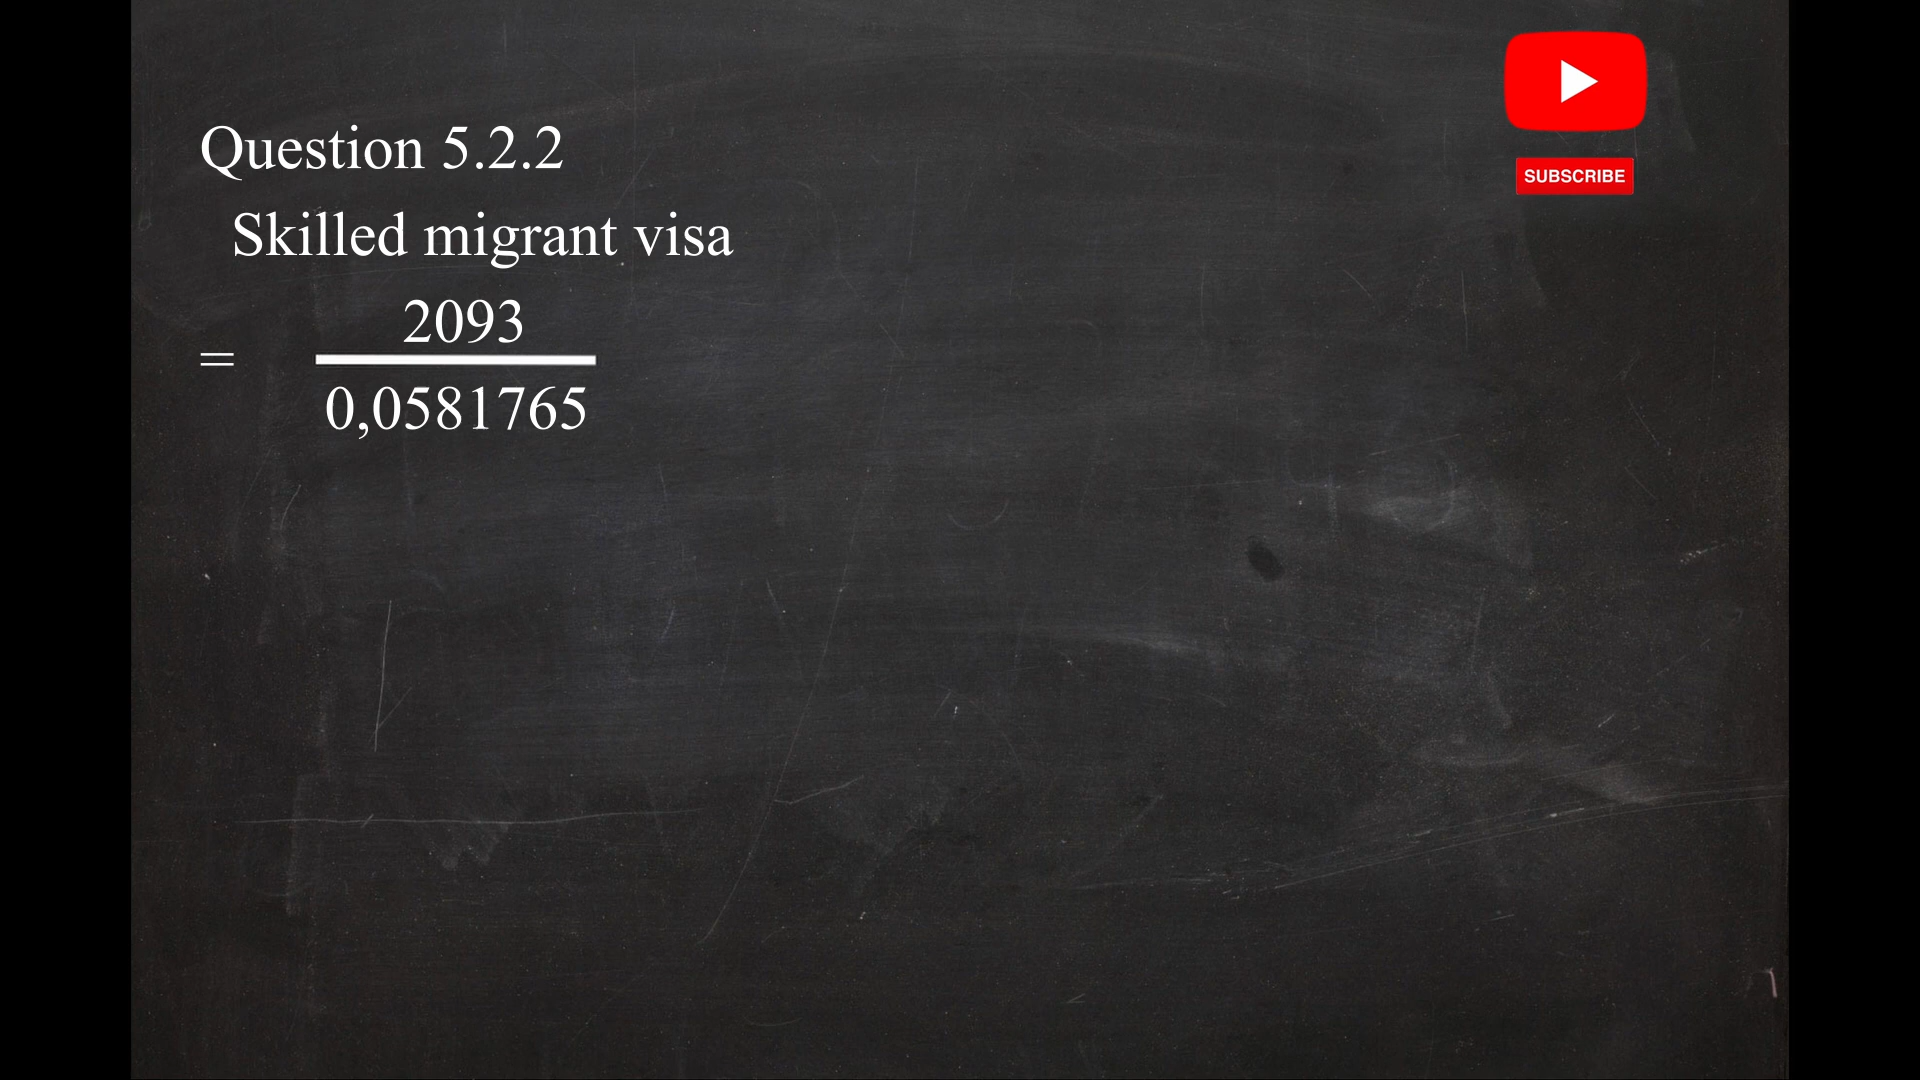 Question 5.2.2
Skilled migrant visa
2093
=
0,0581765
SUBSCRIBE